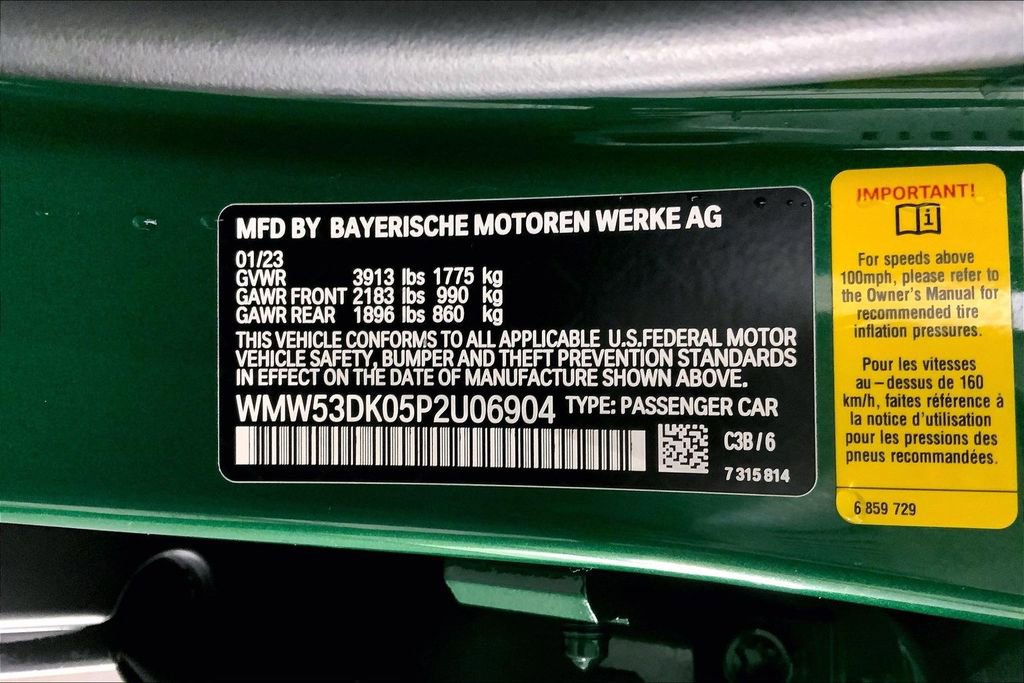 MFD BY BAYERISCHE MOTOREN WERKE AG
01/23
GVWR 3913 lbs 1775 kg
GAWR FRONT 2183 lbs 990 kg
GAWR REAR 1896 lbs 860 kg
THIS VEHICLE CONFORMS TO ALL APPLICABLE U.S.FEDERAL MOTOR
VEHICLE SAFETY, BUMPER AND THEFT PREVENTION STANDARDS
IN EFFECT ON THE DATE OF MANUFACTURE SHOWN ABOVE.
WMW53DK05P2U06904 TYPE: PASSENGER CAR
C3B / 6
7 315 814
IMPORTANT!
i
For speeds above
100mph, please refer to
the Owner's Manual for
recommended tire
inflation pressures.
Pour les vitesses
au – dessus de 160
km/h, faites référence à
la notice d'utilisation
pour les pressions des
pneus recommandées.
6 859 729